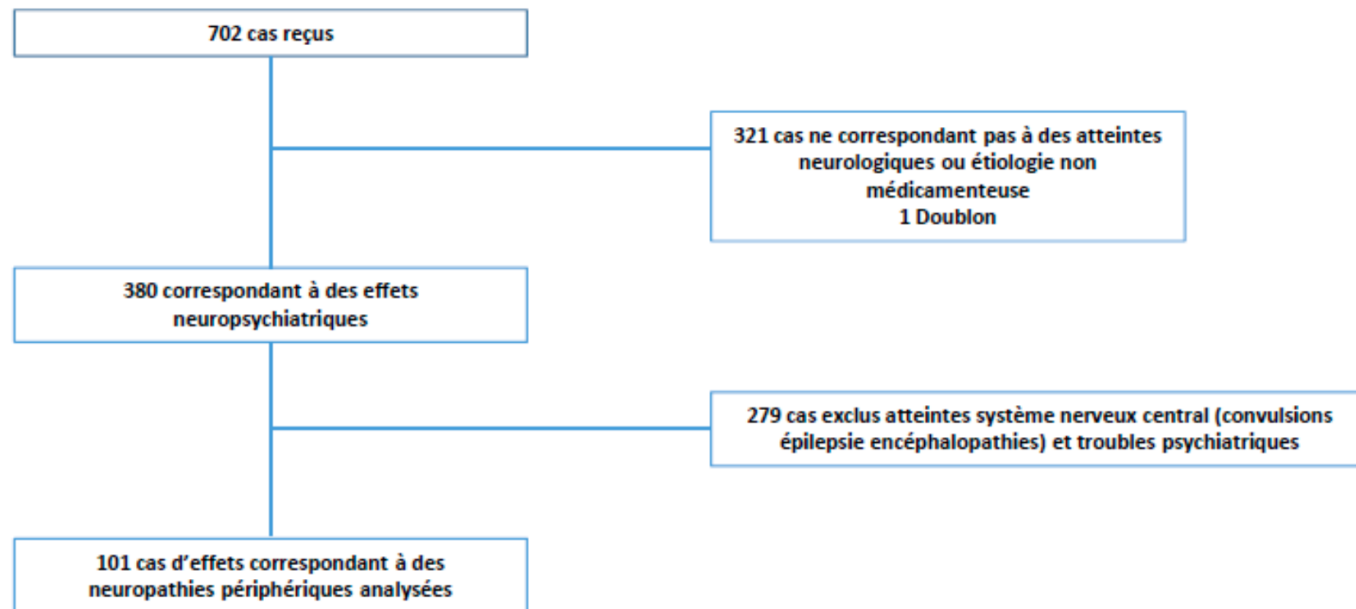 702 cas reçus
321 cas ne correspondant pas à des atteintes
neurologiques ou étiologie non
médicamenteuse
1 Doublon
380 correspondant à des effets
neuropsychiatriques
279 cas exclus atteintes système nerveux central (convulsions
épilepsie encéphalopathies) et troubles psychiatriques
101 cas d’effets correspondant à des
neuropathies périphériques analysées